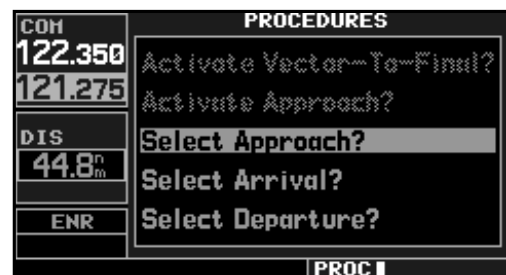 COM
122.350
121.275
DIS
44.8nm
ENR
PROCEDURES
Activate Vector-To-Final?
Activate Approach?
Select Approach?
Select Arrival?
Select Departure?
PROC